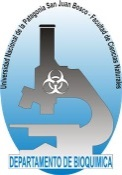 Universidad Nacional de la Patagonia San Juan Bosco - Facultad de Ciencias Naturales
DEPARTAMENTO DE BIOQUIMICA